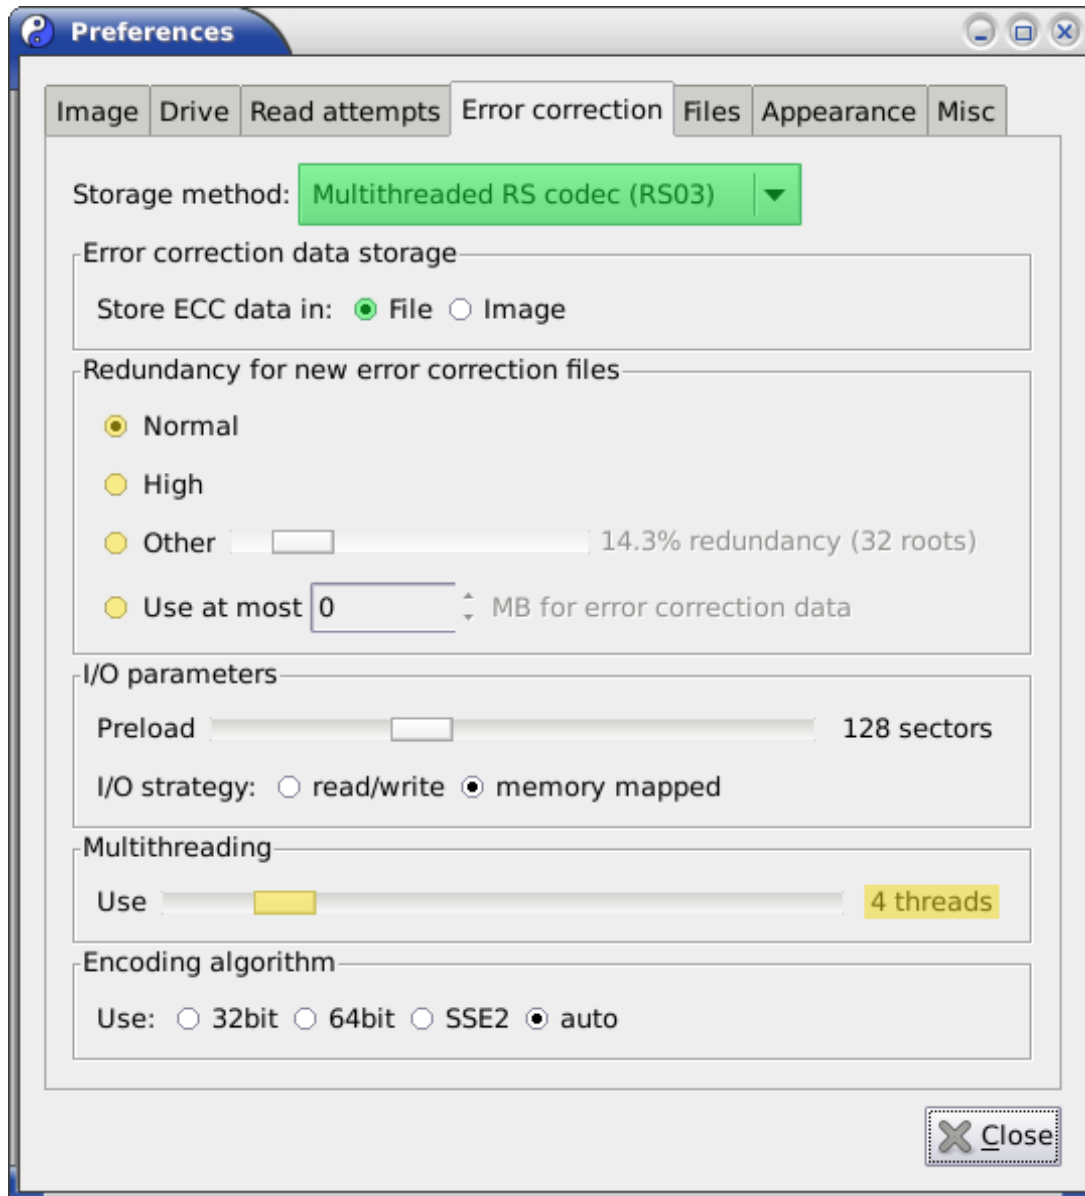 Preferences
Image Drive Read attempts Error correction Files Appearance Misc
Storage method: Multithreaded RS codec (RS03)
Error correction data storage
Store ECC data in: File Image
Redundancy for new error correction files
Normal
High
Other 14.3% redundancy (32 roots)
Use at most 0 MB for error correction data
I/O parameters
Preload 128 sectors
I/O strategy: read/write memory mapped
Multithreading
Use 4 threads
Encoding algorithm
Use: 32bit 64bit SSE2 auto
Close